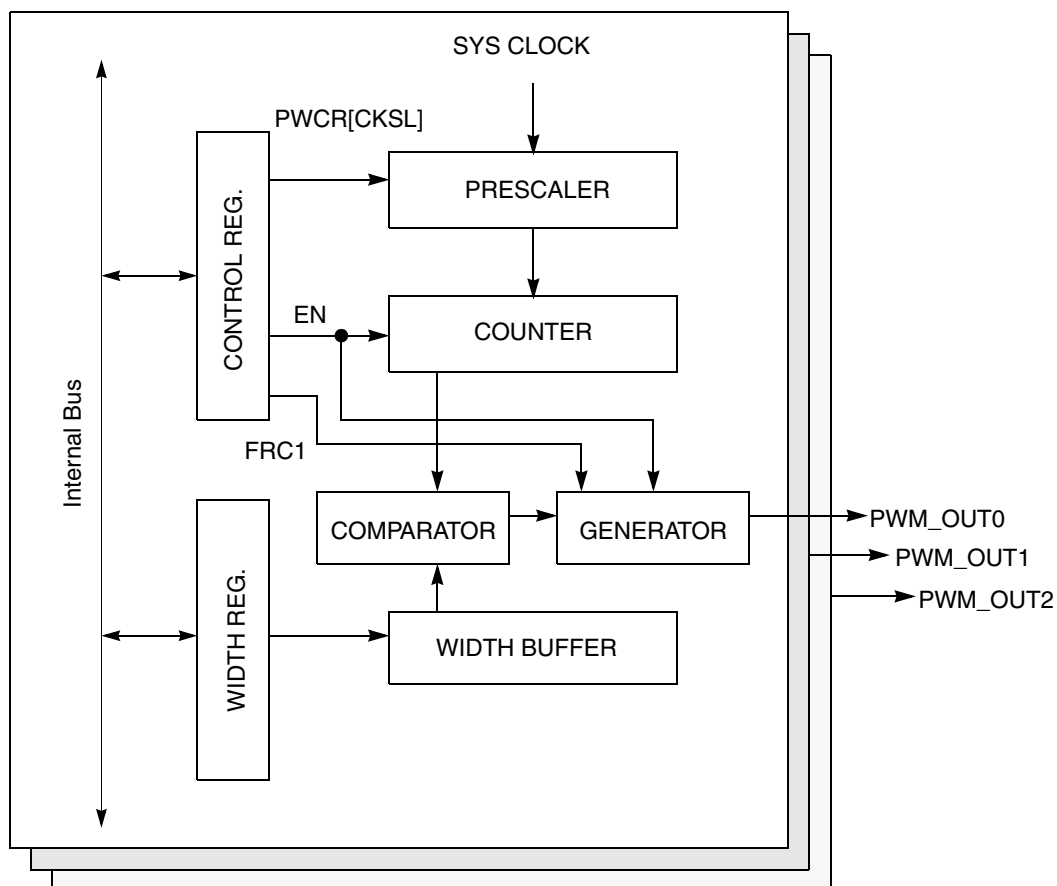 SYS CLOCK
PWCR[CKSL]
PRESCALER
CONTROL REG.
EN
COUNTER
Internal Bus
FRC1
COMPARATOR
GENERATOR
PWM_OUT0
PWM_OUT1
PWM_OUT2
WIDTH REG.
WIDTH BUFFER